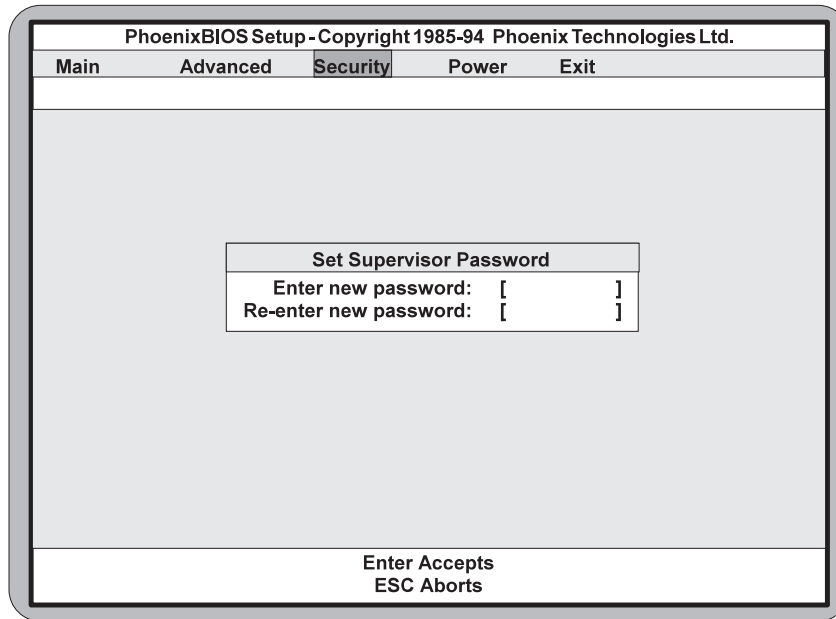 PhoenixBIOS Setup - Copyright 1985-94 Phoenix Technologies Ltd.
Main Advanced Security Power Exit
Set Supervisor Password
Enter new password: [ ]
Re-enter new password: [ ]
Enter Accepts
ESC Aborts